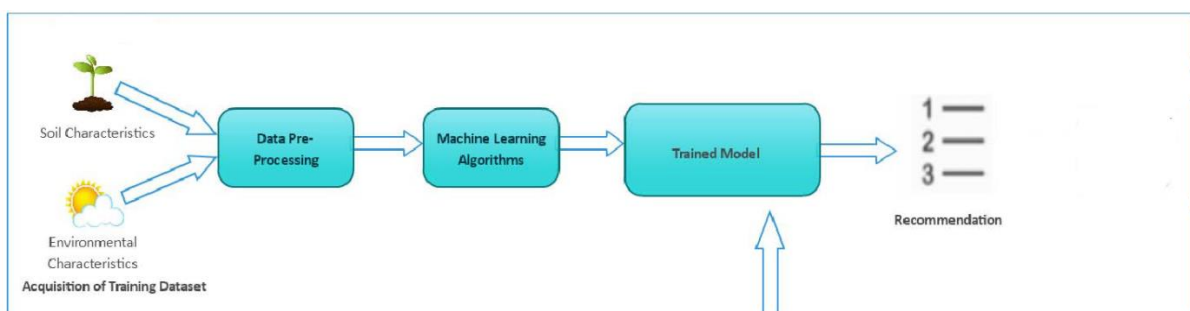 Soil Characteristics
Environmental
Characteristics
Acquisition of Training Dataset
Data Pre-
Processing
Machine Learning
Algorithms
Trained Model
1
2
3
Recommendation